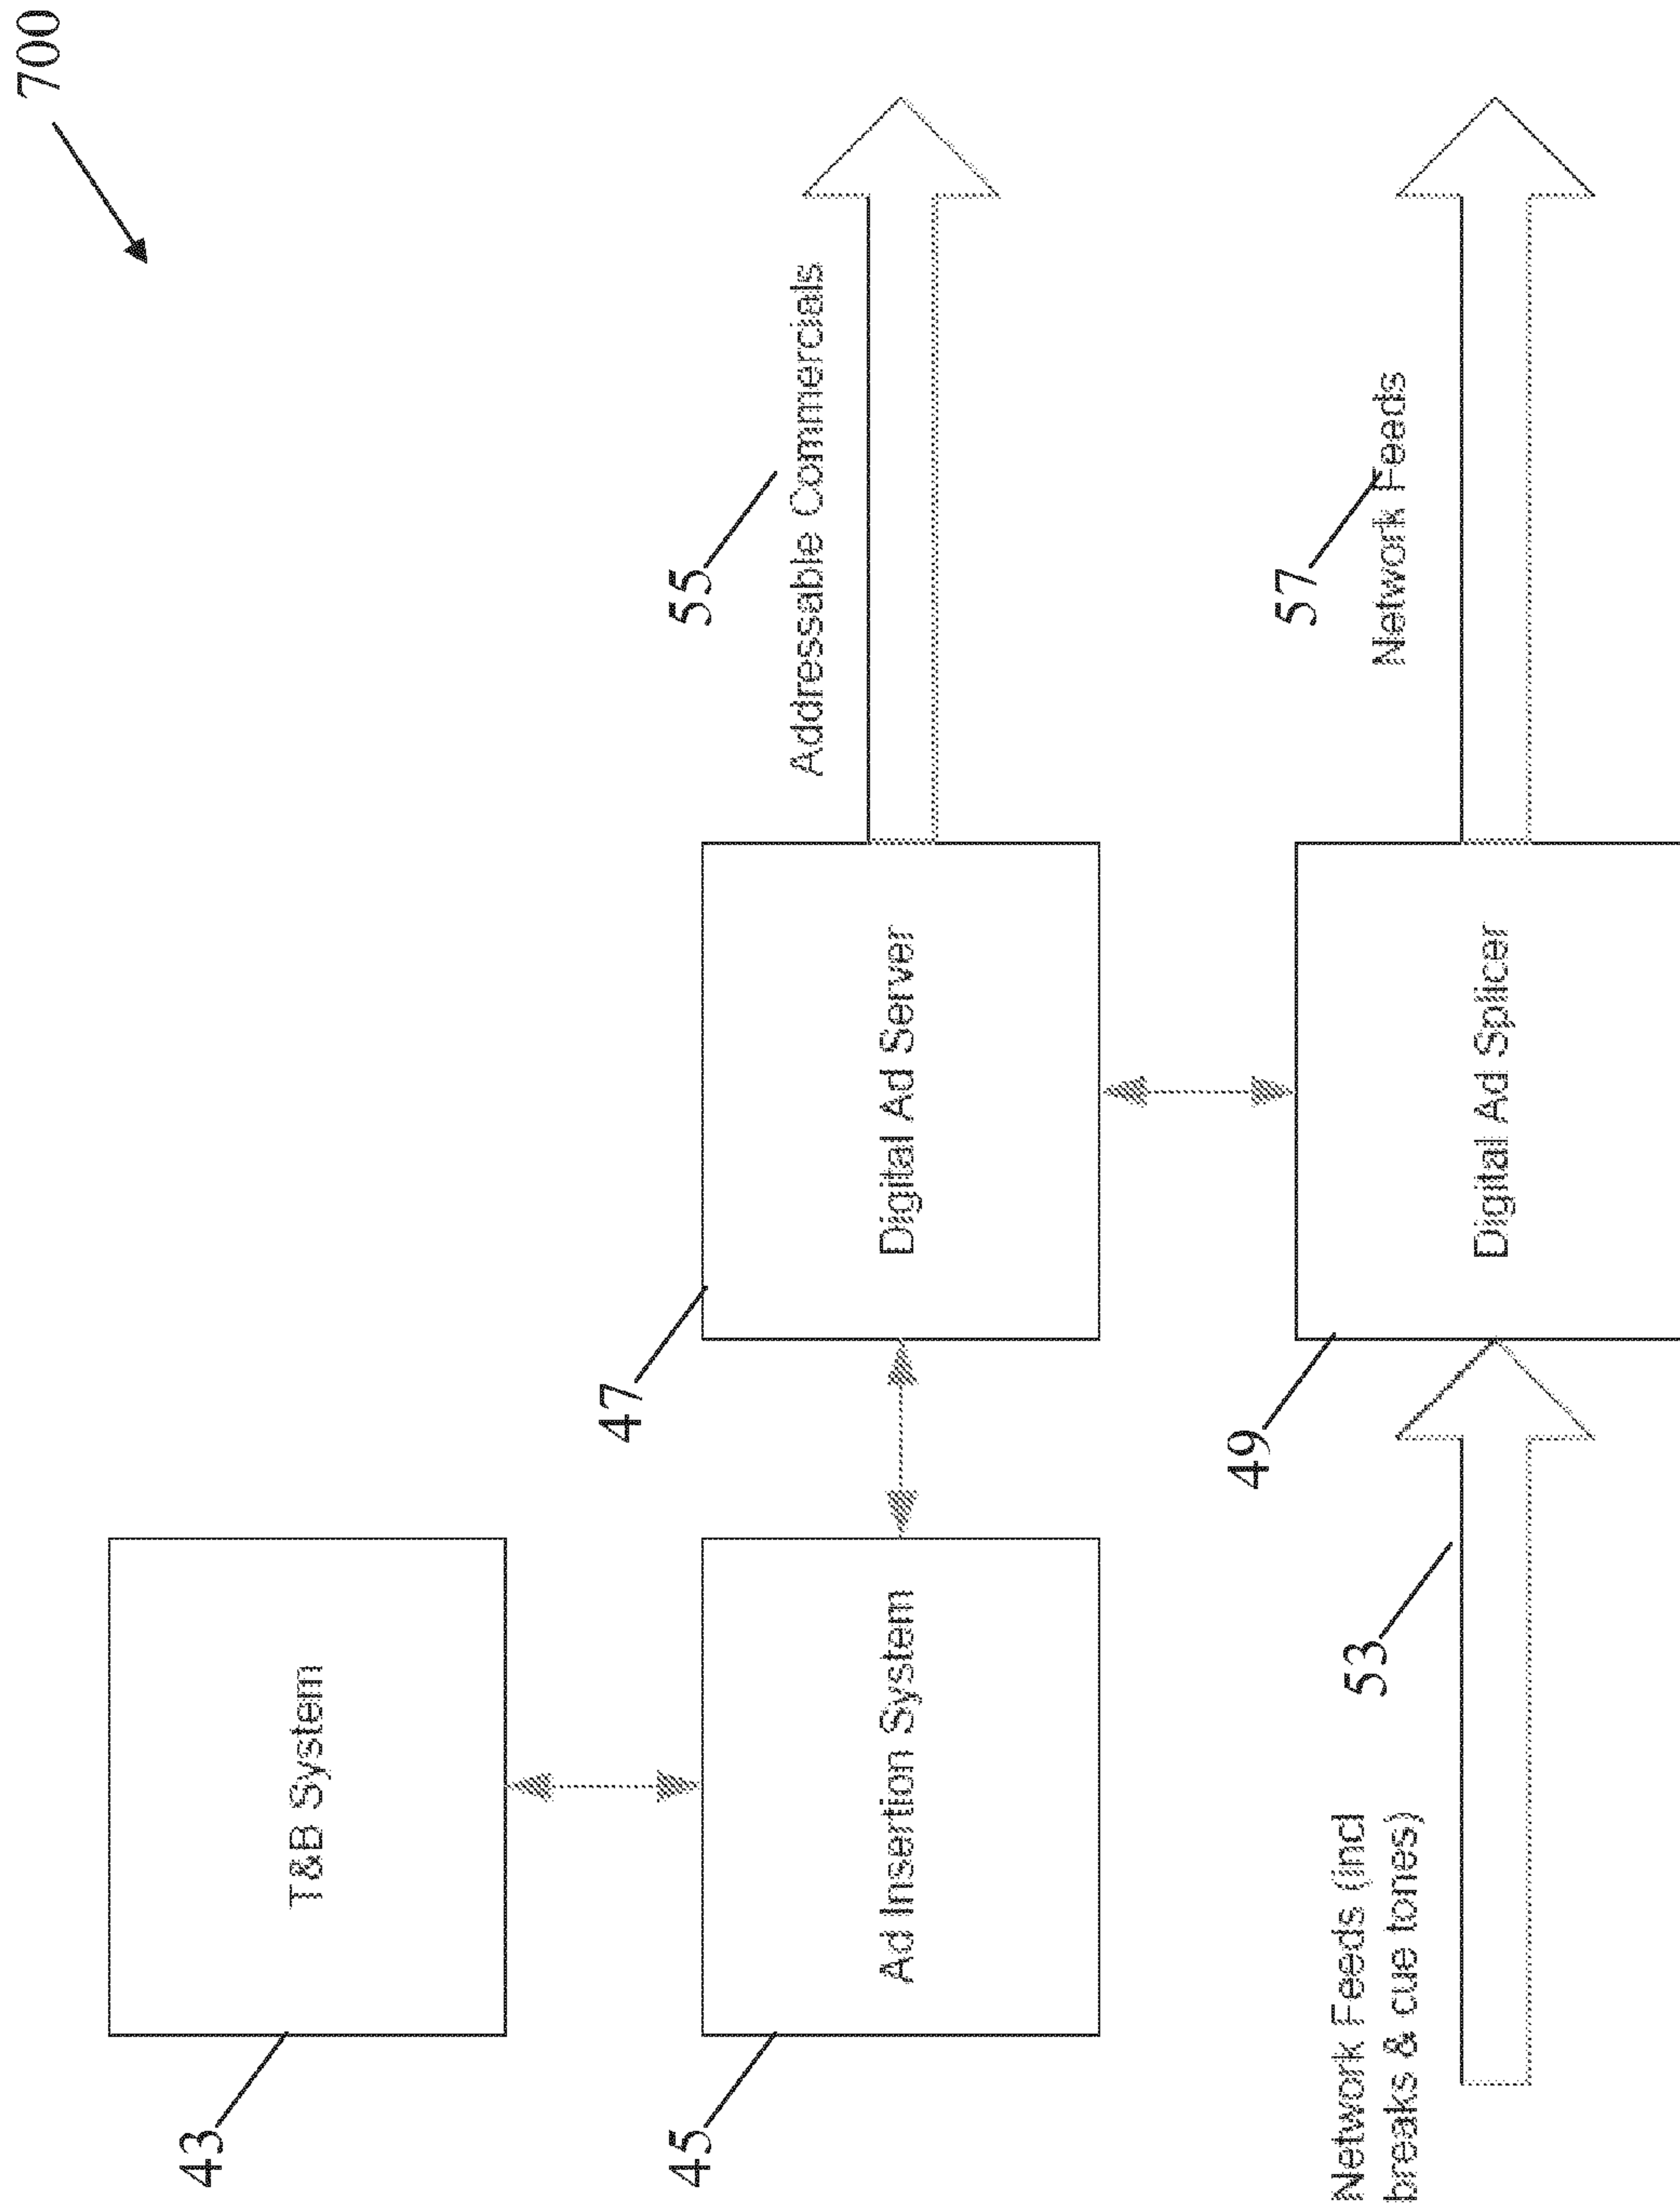 700
43
T&B System
45
Ad Insertion System
47
Digital Ad Server
55
Addressable Commercials
Network Feeds (incl
breaks & cue tones)
53
49
Digital Ad Splicer
57
Network Feeds